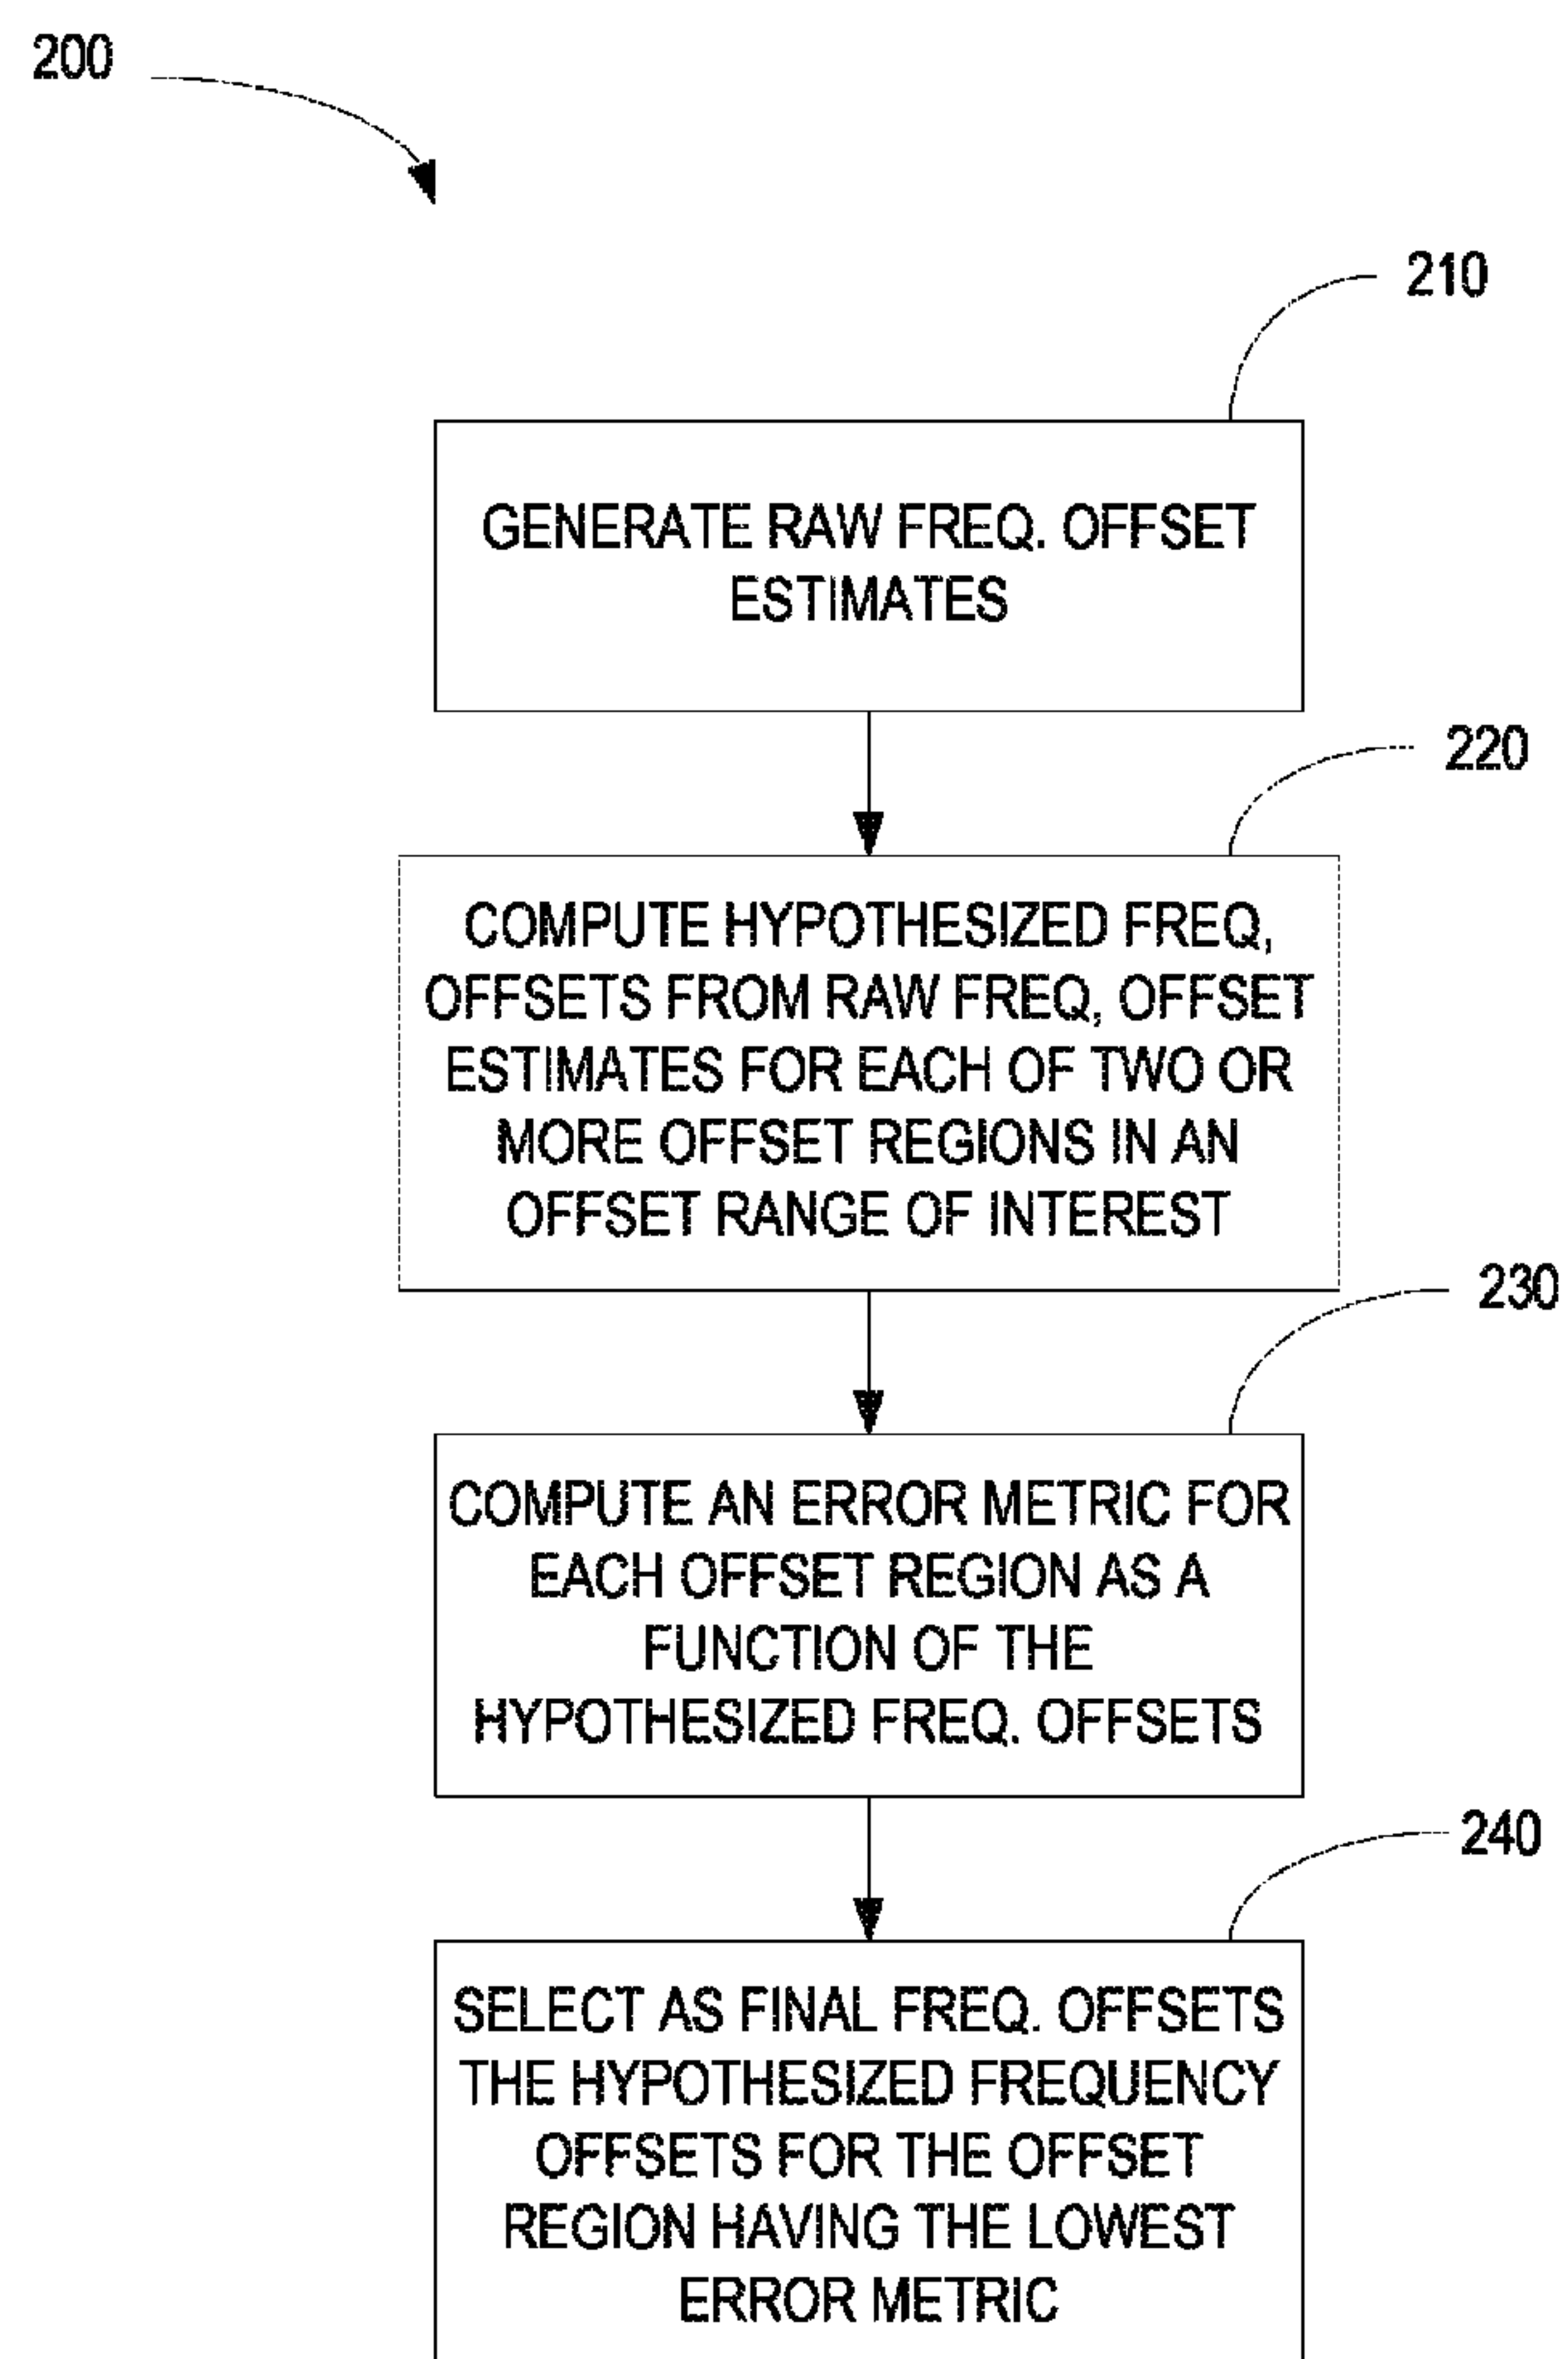 200
210
GENERATE RAW FREQ. OFFSET
ESTIMATES
220
COMPUTE HYPOTHESIZED FREQ,
OFFSETS FROM RAW FREQ, OFFSET
ESTIMATES FOR EACH OF TWO OR
MORE OFFSET REGIONS IN AN
OFFSET RANGE OF INTEREST
230
COMPUTE AN ERROR METRIC FOR
EACH OFFSET REGION AS A
FUNCTION OF THE
HYPOTHESIZED FREQ. OFFSETS
240
SELECT AS FINAL FREQ. OFFSETS
THE HYPOTHESIZED FREQUENCY
OFFSETS FOR THE OFFSET
REGION HAVING THE LOWEST
ERROR METRIC